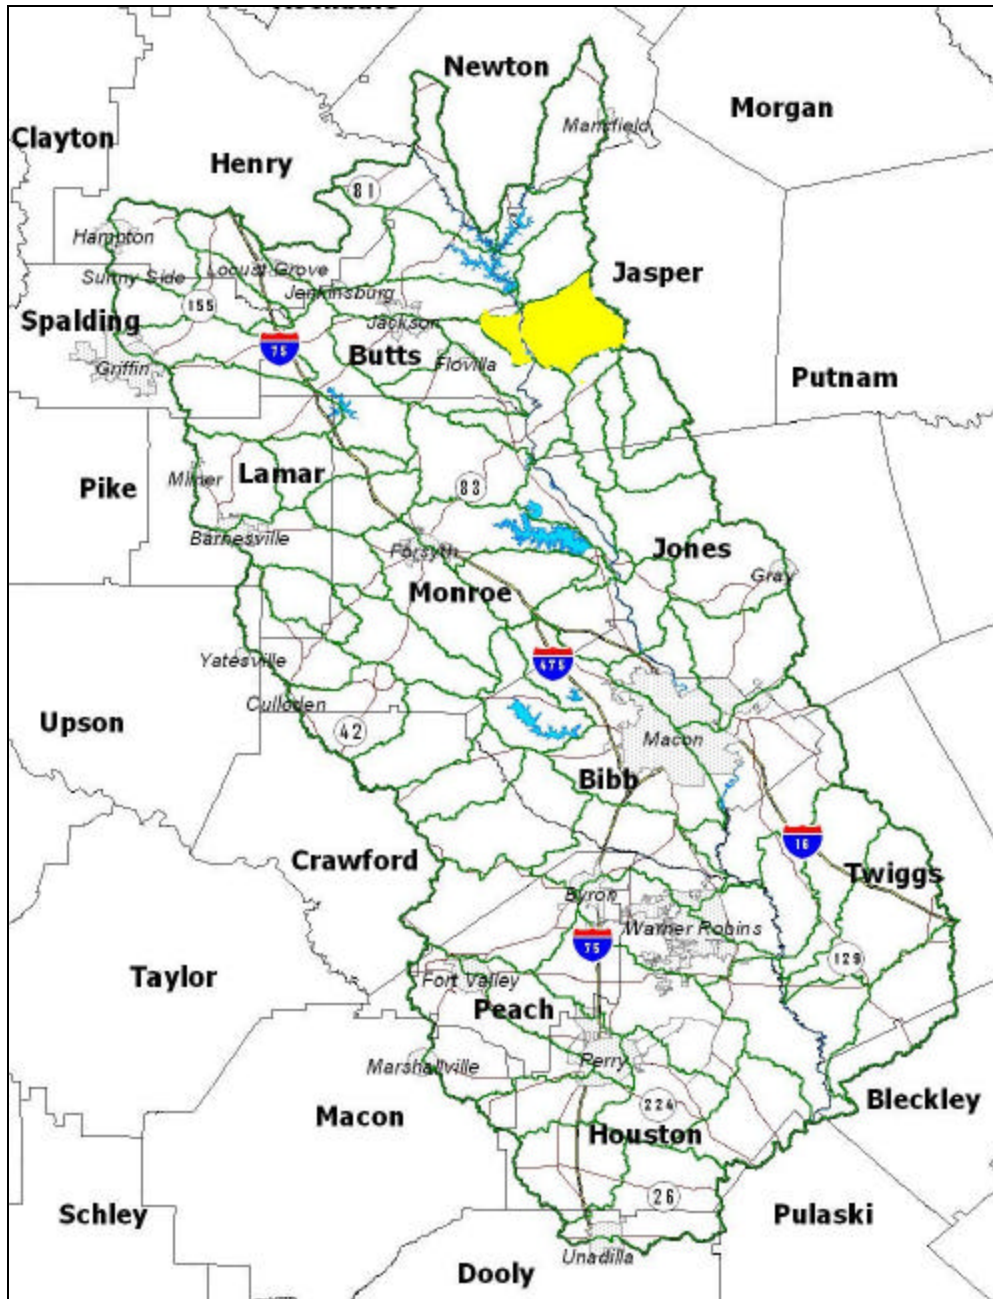 Newton
Morgan
Mansfield
Clayton
Henry
81
Hampton
Locust Grove
Sunny Side
Jasper
Jenkinsburg
155
Spalding
Jackson
75
Butts
Flovilla
Griffin
Putnam
Lamar
Pike
Milner
83
Barnesville
Forsyth
Jones
Gray
Monroe
Yatesville
475
Culloden
Upson
42
Macon
Bibb
16
Crawford
Twiggs
Byron
Warner Robins
75
129
Taylor
Fort Valley
Peach
Perry
Marshallville
Macon
224
Bleckley
Houston
26
Schley
Pulaski
Unadilla
Dooly